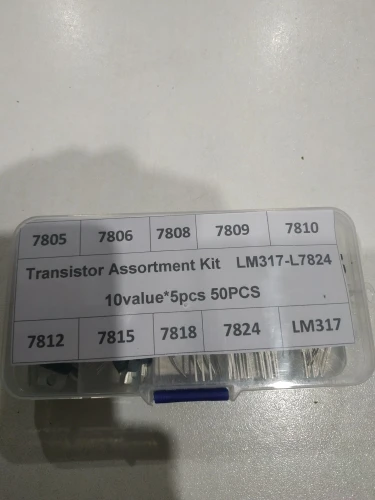 7805 7806 7808 7809 7810
Transistor Assortment Kit LM317-L7824
10value*5pcs 50PCS
7812 7815 7818 7824 LM317